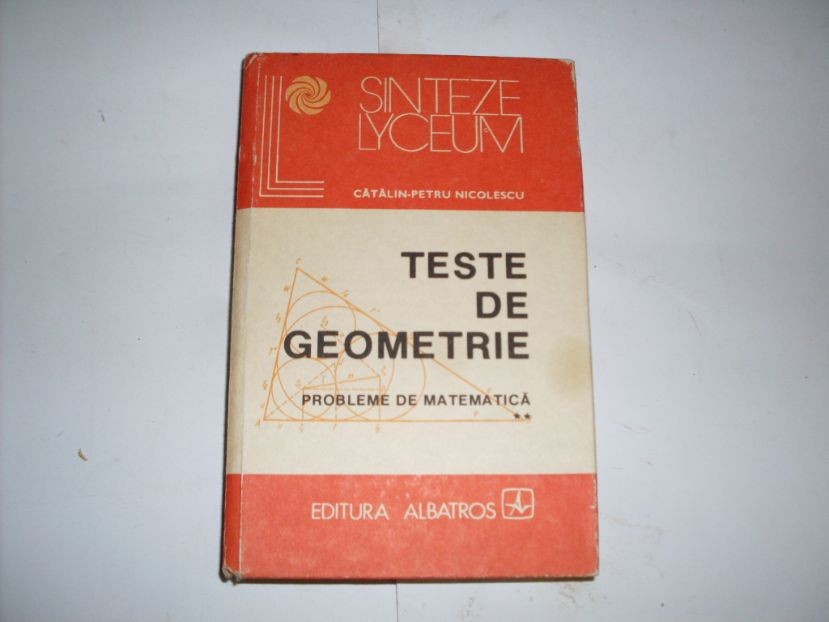 SINTEZE
LYCEUM
CĂTĂLIN-PETRU NICOLESCU
TESTE
DE
GEOMETRIE
PROBLEME DE MATEMATICĂ
**
EDITURA ALBATROS